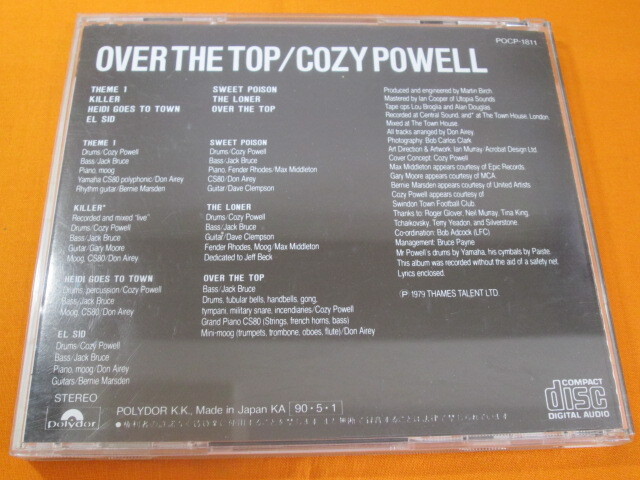 POCP-1811
OVER THE TOP/COZY POWELL
THEME 1
KILLER
HEIDI GOES TO TOWN
EL SID
SWEET POISON
THE LONER
OVER THE TOP
THEME 1
Drums/Cozy Powell
Bass/Jack Bruce
Piano, moog
Yamaha CS80 polyphonic/Don Airey
Rhythm guitar/Bernie Marsden
KILLER*
Recorded and mixed "live"
Drums/Cozy Powell
Bass/Jack Bruce
Guitar/Gary Moore
Moog, CS80/Don Airey
HEIDI GOES TO TOWN
Drums, percussion/Cozy Powell
Bass/Jack Bruce
Moog, CS80/Don Airey
EL SID
Drums/Cozy Powell
Bass/Jack Bruce
Piano, moog/Don Airey
Guitars/Bernie Marsden
SWEET POISON
Drums/Cozy Powell
Bass/Jack Bruce
Piano, Fender Rhodes/Max Middleton
CS80/Don Airey
Guitar/Dave Clempson
THE LONER
Drums/Cozy Powell
Bass/Jack Bruce
Guitar/Dave Clempson
Fender Rhodes, Moog/Max Middleton
Dedicated to Jeff Beck
OVER THE TOP
Bass/Jack Bruce
Drums, tubular bells, handbells, gong,
tympani, military snare, incendiaries/Cozy Powell
Grand Piano CS80 (Strings, french horns, bass)
Mini-moog (trumpets, trombone, oboes, flute)/Don Airey
Produced and engineered by Martin Birch.
Mastered by Ian Cooper of Utopia Sounds
Tape ops Lou Broglia and Alan Douglas.
Recorded at Central Sound, and* at The Town House, London.
Mixed at The Town House.
All tracks arranged by Don Airey
Photography: Bob Carlos Clark
Art Direction & Artwork: Ian Murray/Acrobat Design Ltd.
Cover Concept: Cozy Powell
Max Middleton appears courtesy of Epic Records,
Gary Moore appears courtesy of MCA.
Bernie Marsden appears courtesy of United Artists.
Cozy Powell appears courtesy of
Swindon Town Football Club.
Thanks to: Roger Glover, Neil Murray, Tina King,
Tchaikovsky, Terry Yeadon, and Silverstone.
Co-ordination: Bob Adcock (LFC)
Management: Bruce Payne
Mr Powell's drums by Yamaha, his cymbals by Paiste.
This album was recorded without the aid of a safety net.
Lyrics enclosed.
Ⓟ 1979 THAMES TALENT LTD.
STEREO
Polydor
POLYDOR K.K., Made in Japan KA 90・5・1
COMPACT
disc
DIGITAL AUDIO